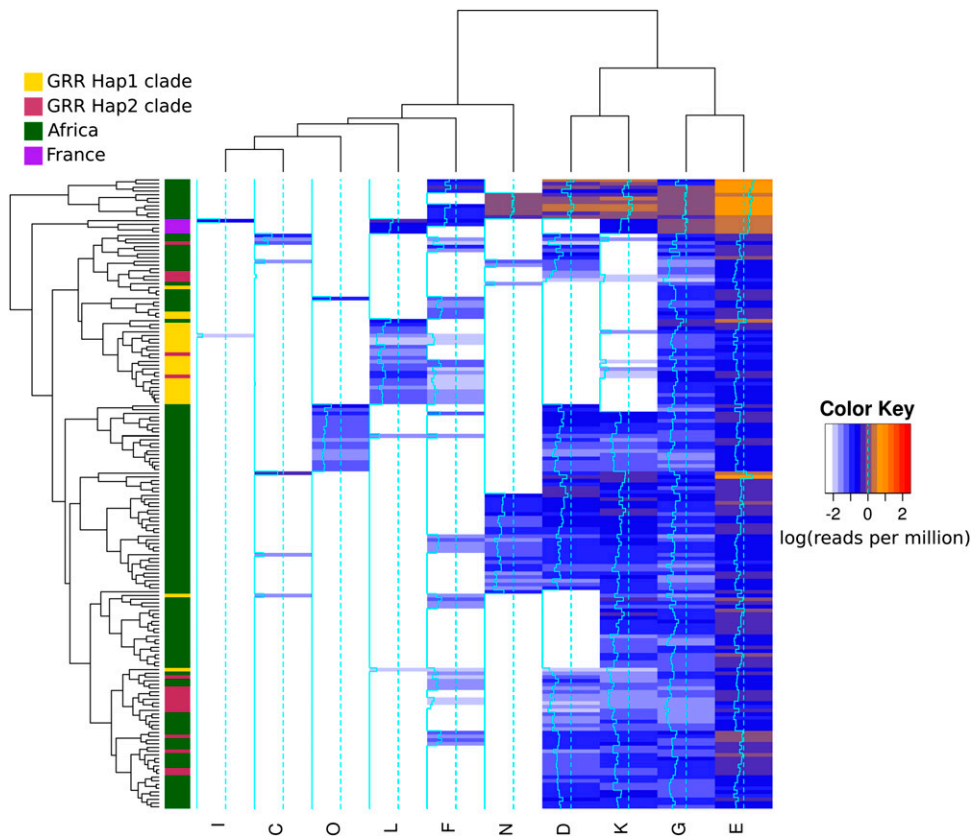 GRR Hap1 clade
GRR Hap2 clade
Africa
France
Color Key
-2 0 2
log(reads per million)
I C O L F N D K G E